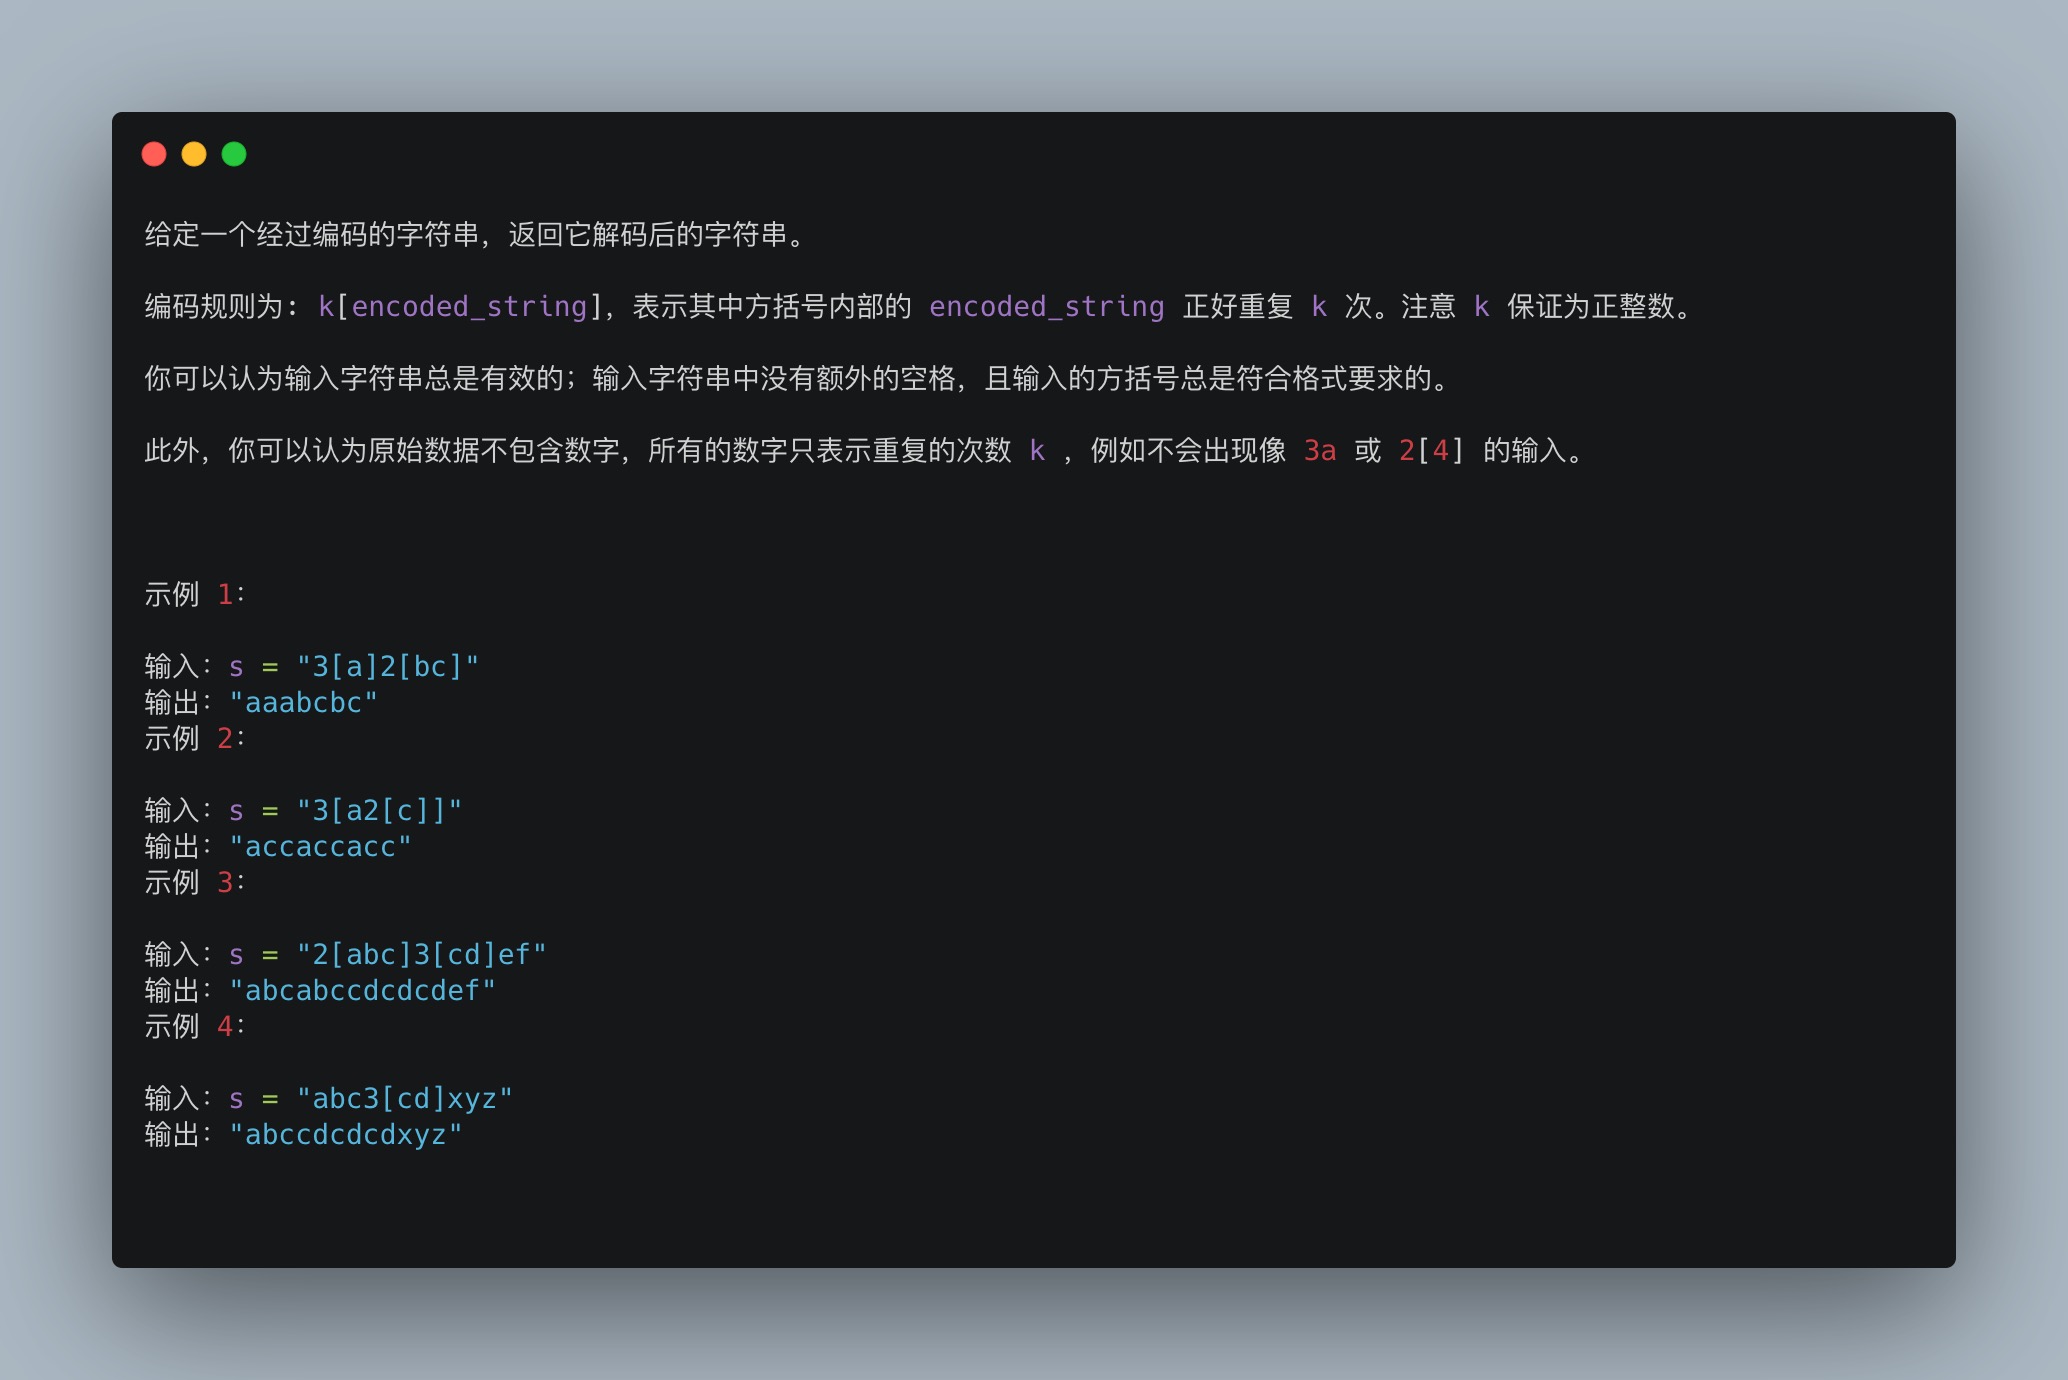 给定一个经过编码的字符串，返回它解码后的字符串。
编码规则为: k[encoded_string]，表示其中方括号内部的 encoded_string 正好重复 k 次。注意 k 保证为正整数。
你可以认为输入字符串总是有效的；输入字符串中没有额外的空格，且输入的方括号总是符合格式要求的。
此外，你可以认为原始数据不包含数字，所有的数字只表示重复的次数 k ，例如不会出现像 3a 或 2[4] 的输入。
示例 1：
输入：s = "3[a]2[bc]"
输出："aaabcbc"
示例 2：
输入：s = "3[a2[c]]"
输出："accaccacc"
示例 3：
输入：s = "2[abc]3[cd]ef"
输出："abcabccdcdcdef"
示例 4：
输入：s = "abc3[cd]xyz"
输出："abccdcdcdxyz"